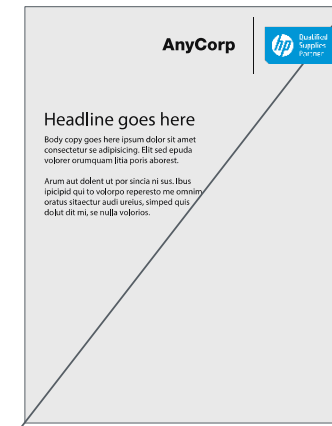 AnyCorp
hp
Qualified
Supplies
Partner
Headline goes here
Body copy goes here ipsum dolor sit amet
consectetur se adipisicing. Elit sed epuda
volorer orumquam litia poris aborest.
Arum aut dolent ut por sincia ni sus. Ibus
ipicipid qui to volorpo reperesto me omnim
oratus sitaectur audi ureius, simped quis
dolut dit mi, se nulla volorios.